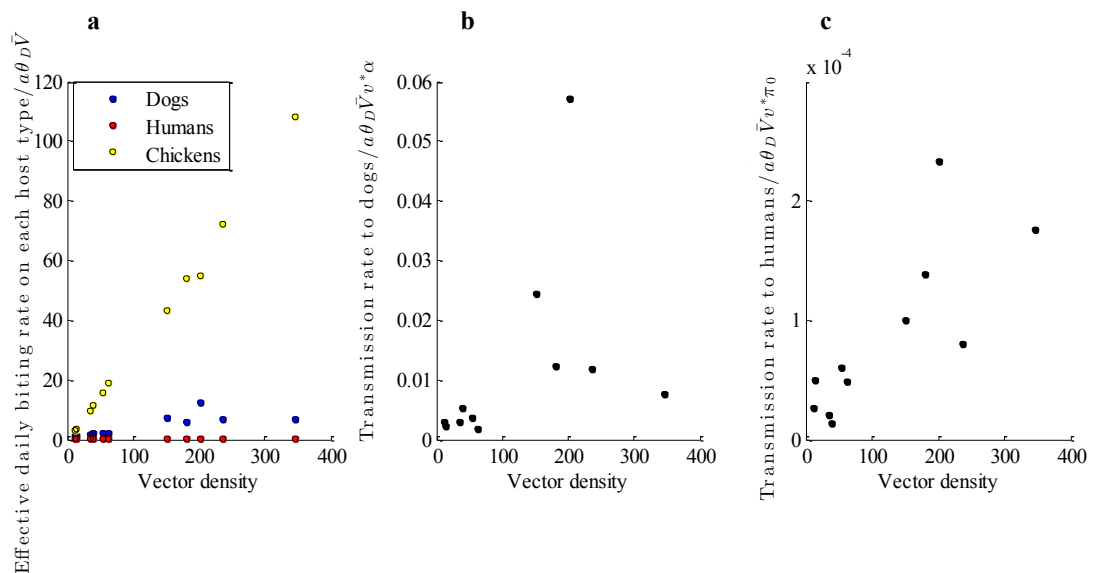 a
Effective daily biting rate on each host type/aθ_D V̄
120
100
80
60
40
20
0
Dogs
Humans
Chickens
0 100 200 300 400
Vector density
b
Transmission rate to dogs/aθ_D V̄v*α
0.06
0.05
0.04
0.03
0.02
0.01
0
0 100 200 300 400
Vector density
c
x 10^-4
Transmission rate to humans/aθ_D V̄v*π_0
2
1
0
0 100 200 300 400
Vector density